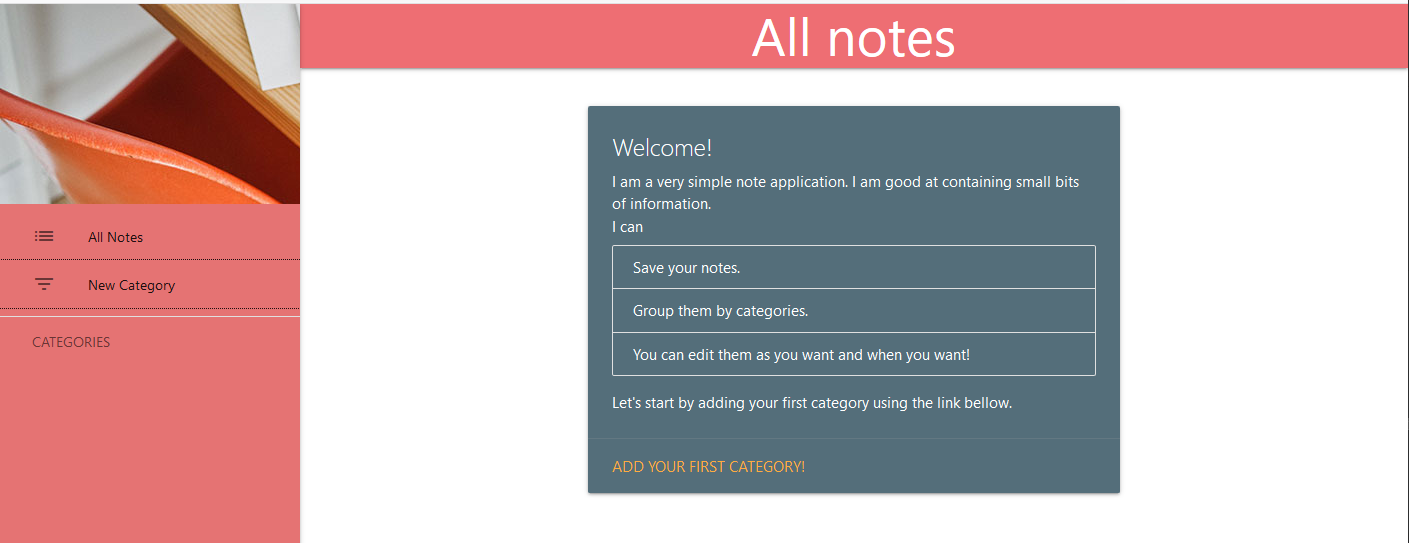 All notes
All Notes
New Category
CATEGORIES
Welcome!
I am a very simple note application. I am good at containing small bits
of information.
I can
Save your notes.
Group them by categories.
You can edit them as you want and when you want!
Let's start by adding your first category using the link bellow.
ADD YOUR FIRST CATEGORY!